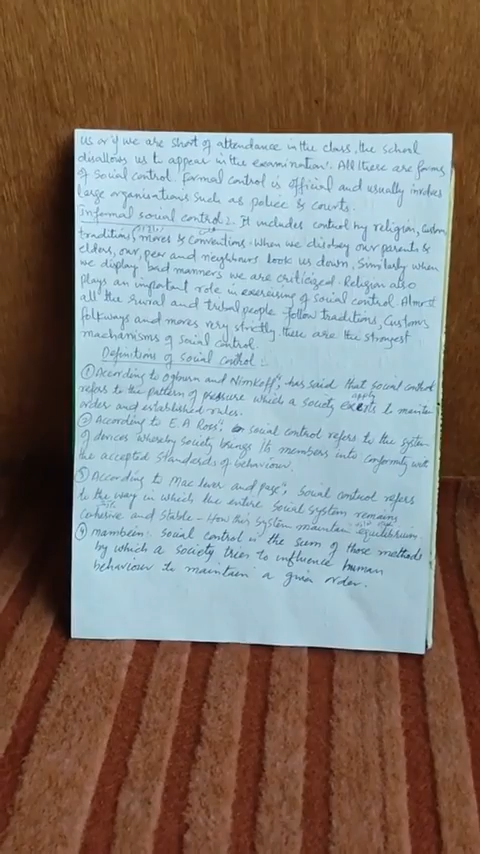 us or if we are short of attendance in the class, the school
disallows us to appear in the examination. All these are forms
of social control. Formal control is official and usually involves
large organisations such as police & courts.
Informal social control:- It includes control by religion, custom,
traditions, mores & conventions. When we disobey our parents &
elders, our peer and neighbours look us down, similarly when
we display bad manners we are criticized. Religion also
plays an important role in exercising of social control. Almost
all the rural and tribal people follow traditions, customs,
folkways and mores very strictly these are the strongest
machanisms of social control.
Definitions of social control :
① According to Ogburn and Nimkoff", has said that social control
refers to the pattern of pressure which a society exerts to maintain
apply
order and established rules.
② According to E.A Ross", social control refers to the system
of devices whereby society brings its members into conformity with
the accepted standards of behaviour.
③ According to Mac Iver and page", social control refers
to the way in which the entire social system remains
cohesive and stable - How this system maintain equilibrium.
④ mambein: social control is the sum of those methods
by which a society tries to influence human
behaviour to maintain a given order.